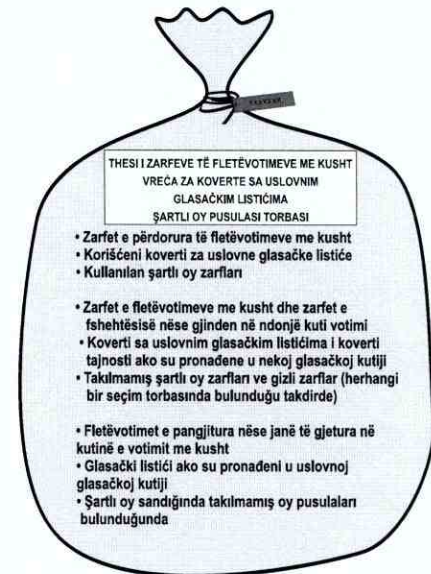 THESI I ZARFEVE TË FLETËVOTIMEVE ME KUSHT
VREĆA ZA KOVERTE SA USLOVNIM
GLASAČKIM LISTIĆIMA
ŞARTLI OY PUSULASI TORBASI
• Zarfet e përdorura të fletëvotimeve me kusht
• Korišćeni koverti za uslovne glasačke listiće
• Kullanılan şartlı oy zarfları
• Zarfet e fletëvotimeve me kusht dhe zarfet e
fshehtësisë nëse gjinden në ndonjë kuti votimi
• Koverti sa uslovnim glasačkim listićima i koverti
tajnosti ako su pronađene u nekoj glasačkoj kutiji
• Takılmamış şartlı oy zarfları ve gizli zarflar (herhangi
bir seçim torbasında bulunduğu takdirde)
• Fletëvotimet e pangjitura nëse janë të gjetura në
kutinë e votimit me kusht
• Glasački listići ako su pronađeni u uslovnoj
glasačkoj kutiji
• Şartlı oy sandığında takılmamış oy pusulaları
bulunduğunda